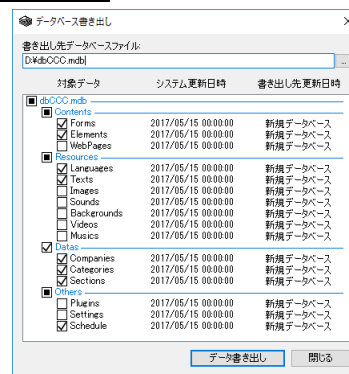 データベース書き出し
書き出し先データベースファイル:
D:¥dbCCC.mdb
...
対象データ システム更新日時 書き出し先更新日時
dbCCC.mdb
Contents
Forms 2017/05/15 00:00:00 新規データベース
Elements 2017/05/15 00:00:00 新規データベース
WebPages 2017/05/15 00:00:00 新規データベース
Resources
Languages 2017/05/15 00:00:00 新規データベース
Texts 2017/05/15 00:00:00 新規データベース
Images 2017/05/15 00:00:00 新規データベース
Sounds 2017/05/15 00:00:00 新規データベース
Backgrounds 2017/05/15 00:00:00 新規データベース
Videos 2017/05/15 00:00:00 新規データベース
Musics 2017/05/15 00:00:00 新規データベース
Datas
Companies 2017/05/15 00:00:00 新規データベース
Categories 2017/05/15 00:00:00 新規データベース
Sections 2017/05/15 00:00:00 新規データベース
Others
Plugins 2017/05/15 00:00:00 新規データベース
Settings 2017/05/15 00:00:00 新規データベース
Schedule 2017/05/15 00:00:00 新規データベース
データ書き出し 閉じる